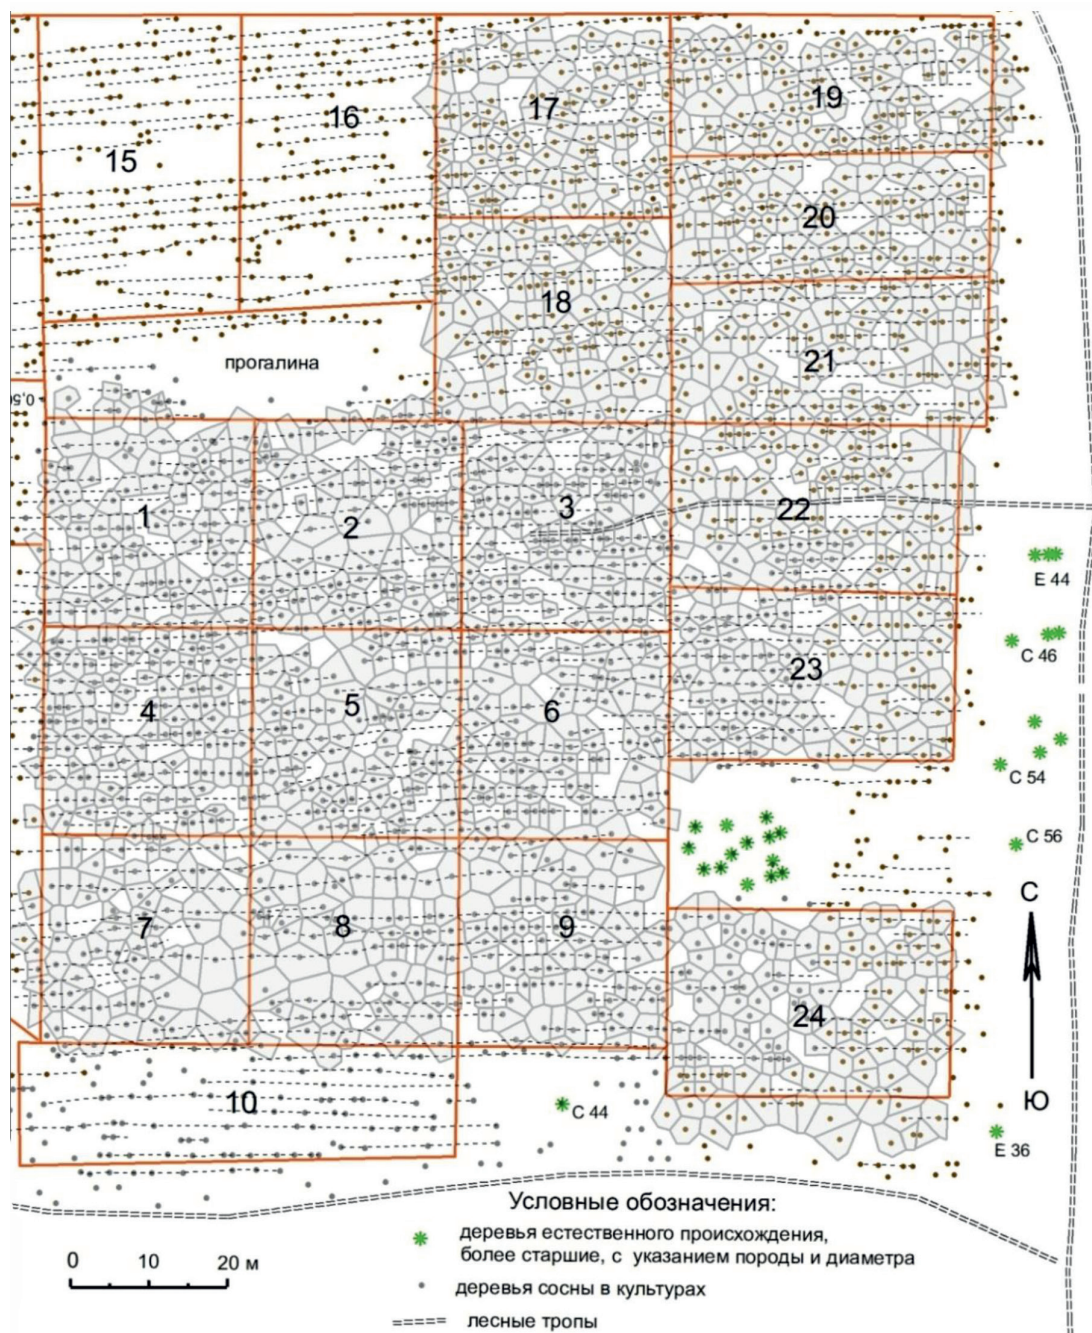 17
19
16
15
20
18
21
прогалина
0,50
3
22
1
2
E 44
C 46
23
5
4
6
C 54
C 56
С
9
7
8
24
10
C 44
Ю
E 36
Условные обозначения:
деревья естественного происхождения,
более старшие, с указанием породы и диаметра
0 10 20 м
деревья сосны в культурах
лесные тропы